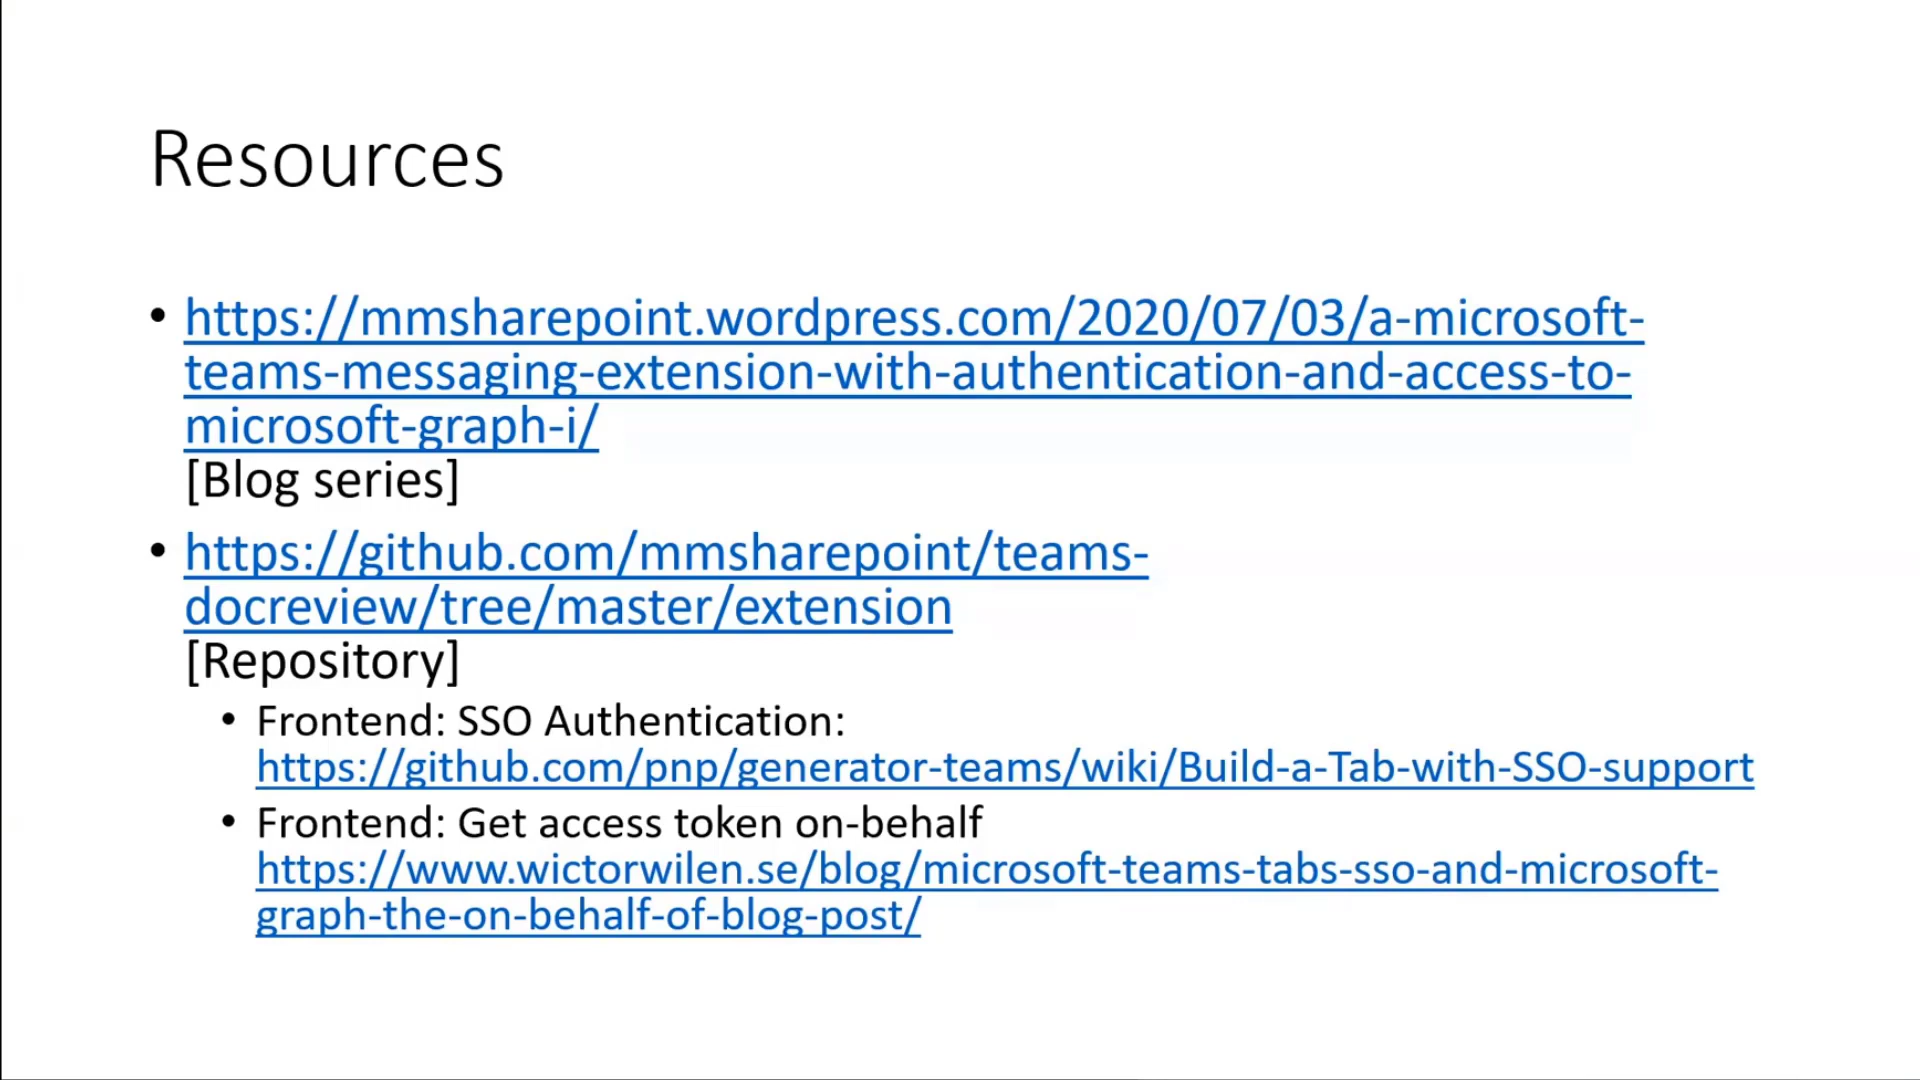 Resources
• https://mmsharepoint.wordpress.com/2020/07/03/a-microsoft-
teams-messaging-extension-with-authentication-and-access-to-
microsoft-graph-i/
[Blog series]
• https://github.com/mmsharepoint/teams-
docreview/tree/master/extension
[Repository]
• Frontend: SSO Authentication:
https://github.com/pnp/generator-teams/wiki/Build-a-Tab-with-SSO-support
• Frontend: Get access token on-behalf
https://www.wictorwilen.se/blog/microsoft-teams-tabs-sso-and-microsoft-
graph-the-on-behalf-of-blog-post/